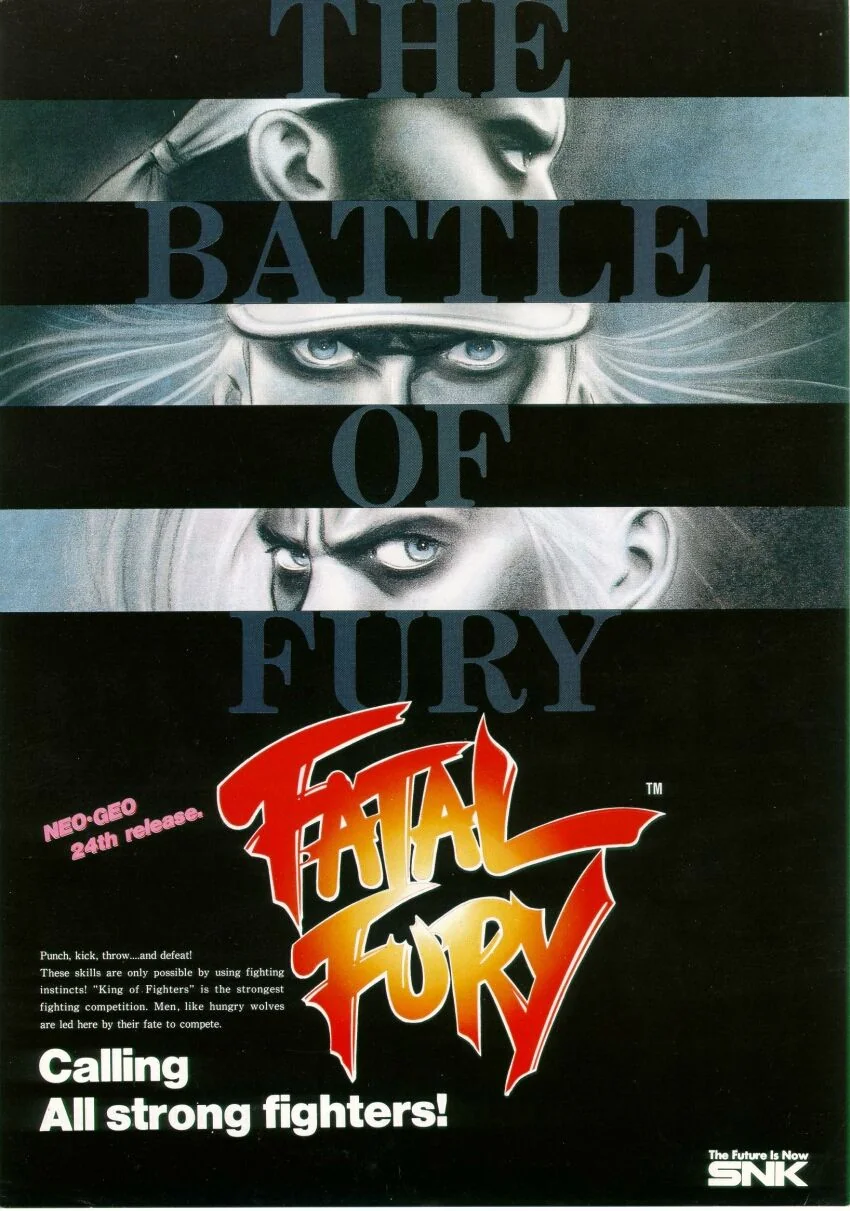 THE
BATTLE
OF
FURY
FATAL
TM
FURY
NEO•GEO
24th release.
Punch, kick, throw....and defeat!
These skills are only possible by using fighting
instincts! "King of Fighters" is the strongest
fighting competition. Men, like hungry wolves
are led here by their fate to compete.
Calling
All strong fighters!
The Future Is Now
SNK